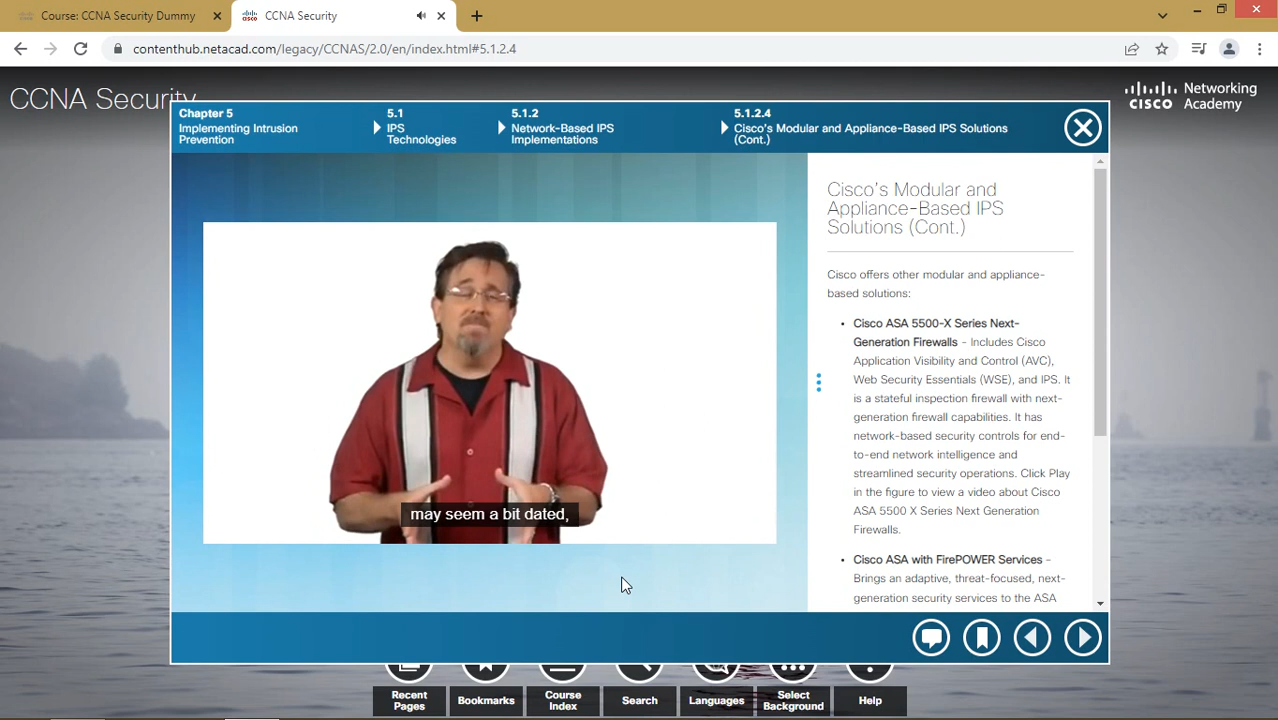 Course: CCNA Security Dummy
CCNA Security
contenthub.netacad.com/legacy/CCNAS/2.0/en/index.html#5.1.2.4
CCNA Security
Networking
CISCO Academy
Chapter 5
Implementing Intrusion
Prevention
5.1
IPS
Technologies
5.1.2
Network-Based IPS
Implementations
5.1.2.4
Cisco's Modular and Appliance-Based IPS Solutions
(Cont.)
may seem a bit dated,
Cisco's Modular and
Appliance-Based IPS
Solutions (Cont.)
Cisco offers other modular and appliance-
based solutions:
• Cisco ASA 5500-X Series Next-
Generation Firewalls - Includes Cisco
Application Visibility and Control (AVC),
Web Security Essentials (WSE), and IPS. It
is a stateful inspection firewall with next-
generation firewall capabilities. It has
network-based security controls for end-
to-end network intelligence and
streamlined security operations. Click Play
in the figure to view a video about Cisco
ASA 5500 X Series Next Generation
Firewalls.
• Cisco ASA with FirePOWER Services -
Brings an adaptive, threat-focused, next-
generation security services to the ASA
Recent
Pages
Bookmarks
Course
Index
Search
Languages
Select
Background
Help